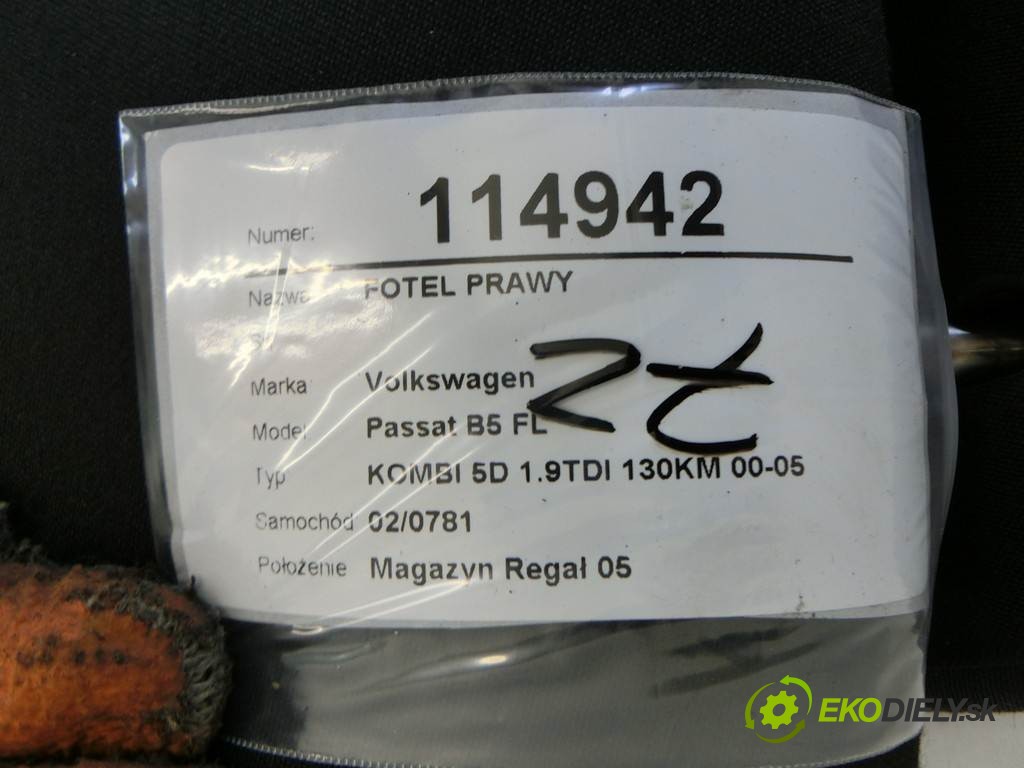 Numer: 114942
Nazwa FOTEL PRAWY
Marka Volkswagen
Model Passat B5 FL
Typ KOMBI 5D 1.9TDI 130KM 00-05
Samochód 02/0781
Położenie Magazyn Regał 05
EKODIELY.sk